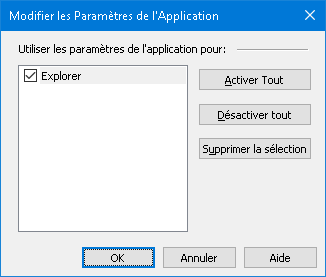 Modifier les Paramètres de l'Application
Utiliser les paramètres de l'application pour:
Explorer
Activer Tout
Désactiver tout
Supprimer la sélection
OK
Annuler
Aide